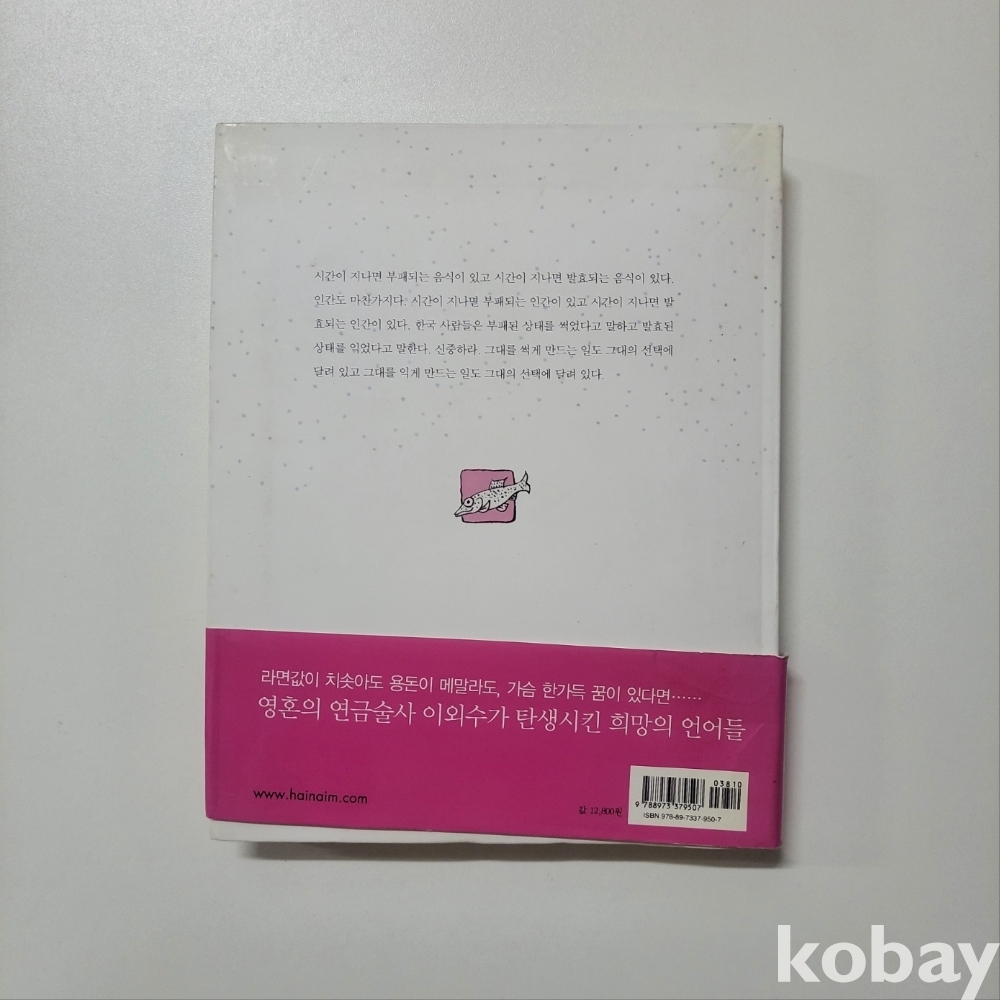 시간이 지나면 부패되는 음식이 있고 시간이 지나면 발효되는 음식이 있다.
인간도 마찬가지다. 시간이 지나면 부패되는 인간이 있고 시간이 지나면 발
효되는 인간이 있다. 한국 사람들은 부패된 상태를 썩었다고 말하고 발효된
상태를 익었다고 말한다. 신중하라. 그대를 썩게 만드는 일도 그대의 선택에
달려 있고 그대를 익게 만드는 일도 그대의 선택에 달려 있다.
라면값이 치솟아도 용돈이 메말라도, 가슴 한가득 꿈이 있다면……
영혼의 연금술사 이외수가 탄생시킨 희망의 언어들
www.hainaim.com
값 12,800원
03810
9 788973 379507
ISBN 978-89-7337-950-7
kobay